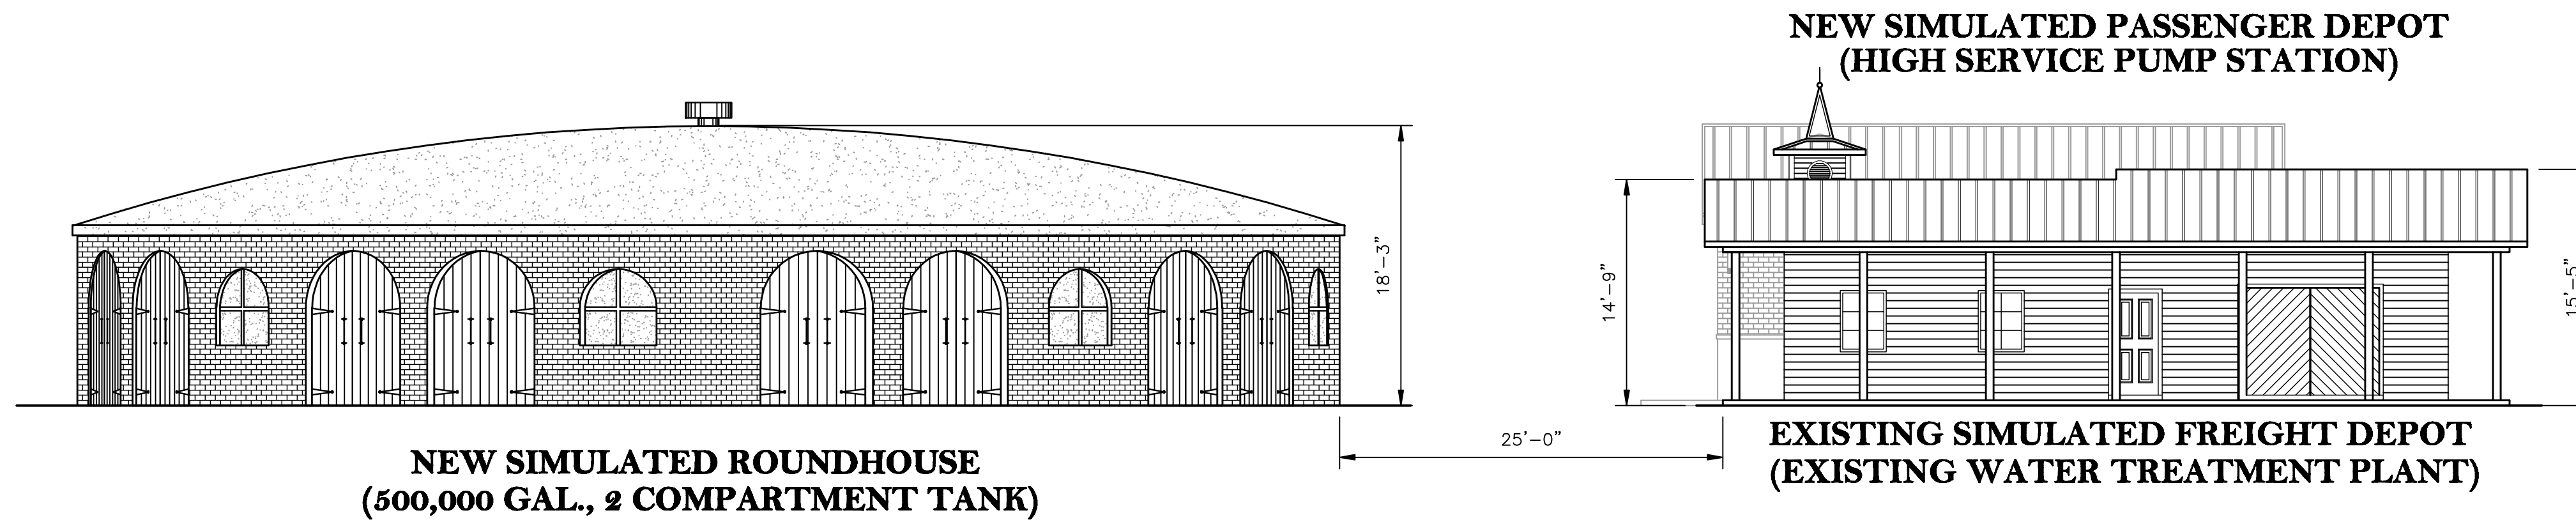 NEW SIMULATED PASSENGER DEPOT
(HIGH SERVICE PUMP STATION)
18'-3"
14'-9"
15'-5"
25'-0"
EXISTING SIMULATED FREIGHT DEPOT
(EXISTING WATER TREATMENT PLANT)
NEW SIMULATED ROUNDHOUSE
(500,000 GAL., 2 COMPARTMENT TANK)